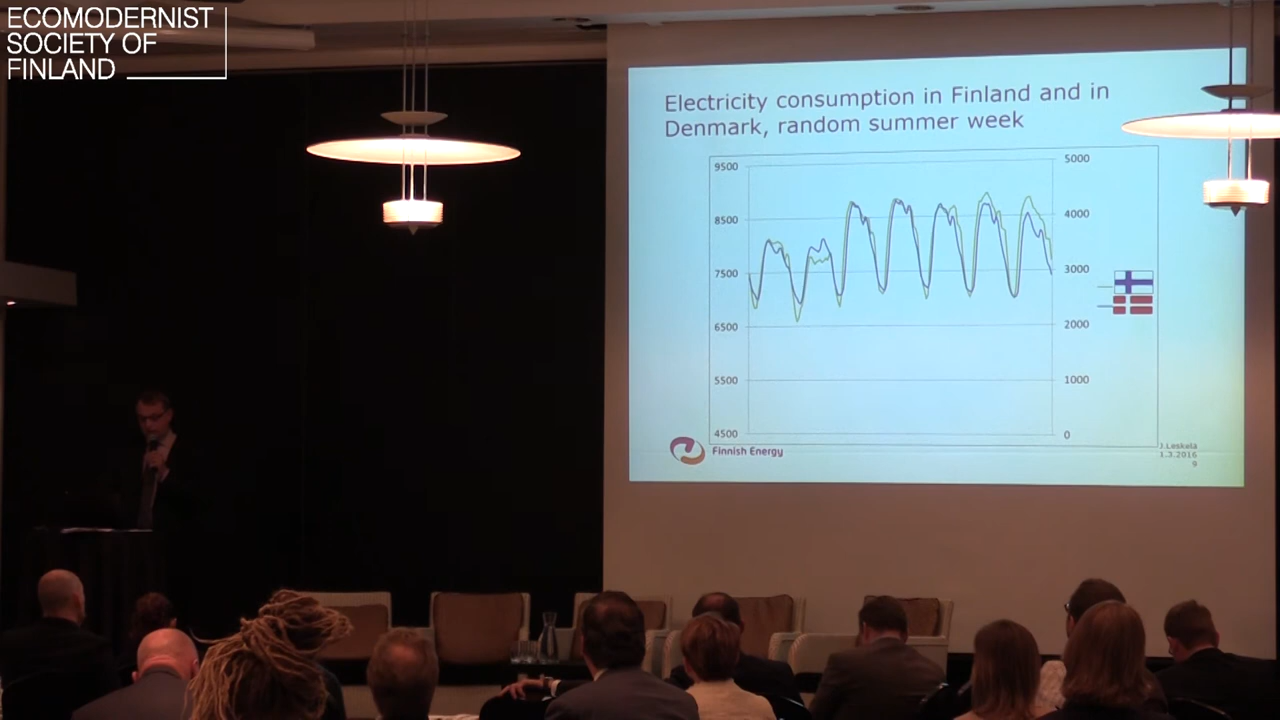 ECOMODERNIST
SOCIETY OF
FINLAND
Electricity consumption in Finland and in
Denmark, random summer week
9500
8500
7500
6500
5500
4500
5000
4000
3000
2000
1000
0
Finnish Energy
J.Leskelä
1.3.2016
9